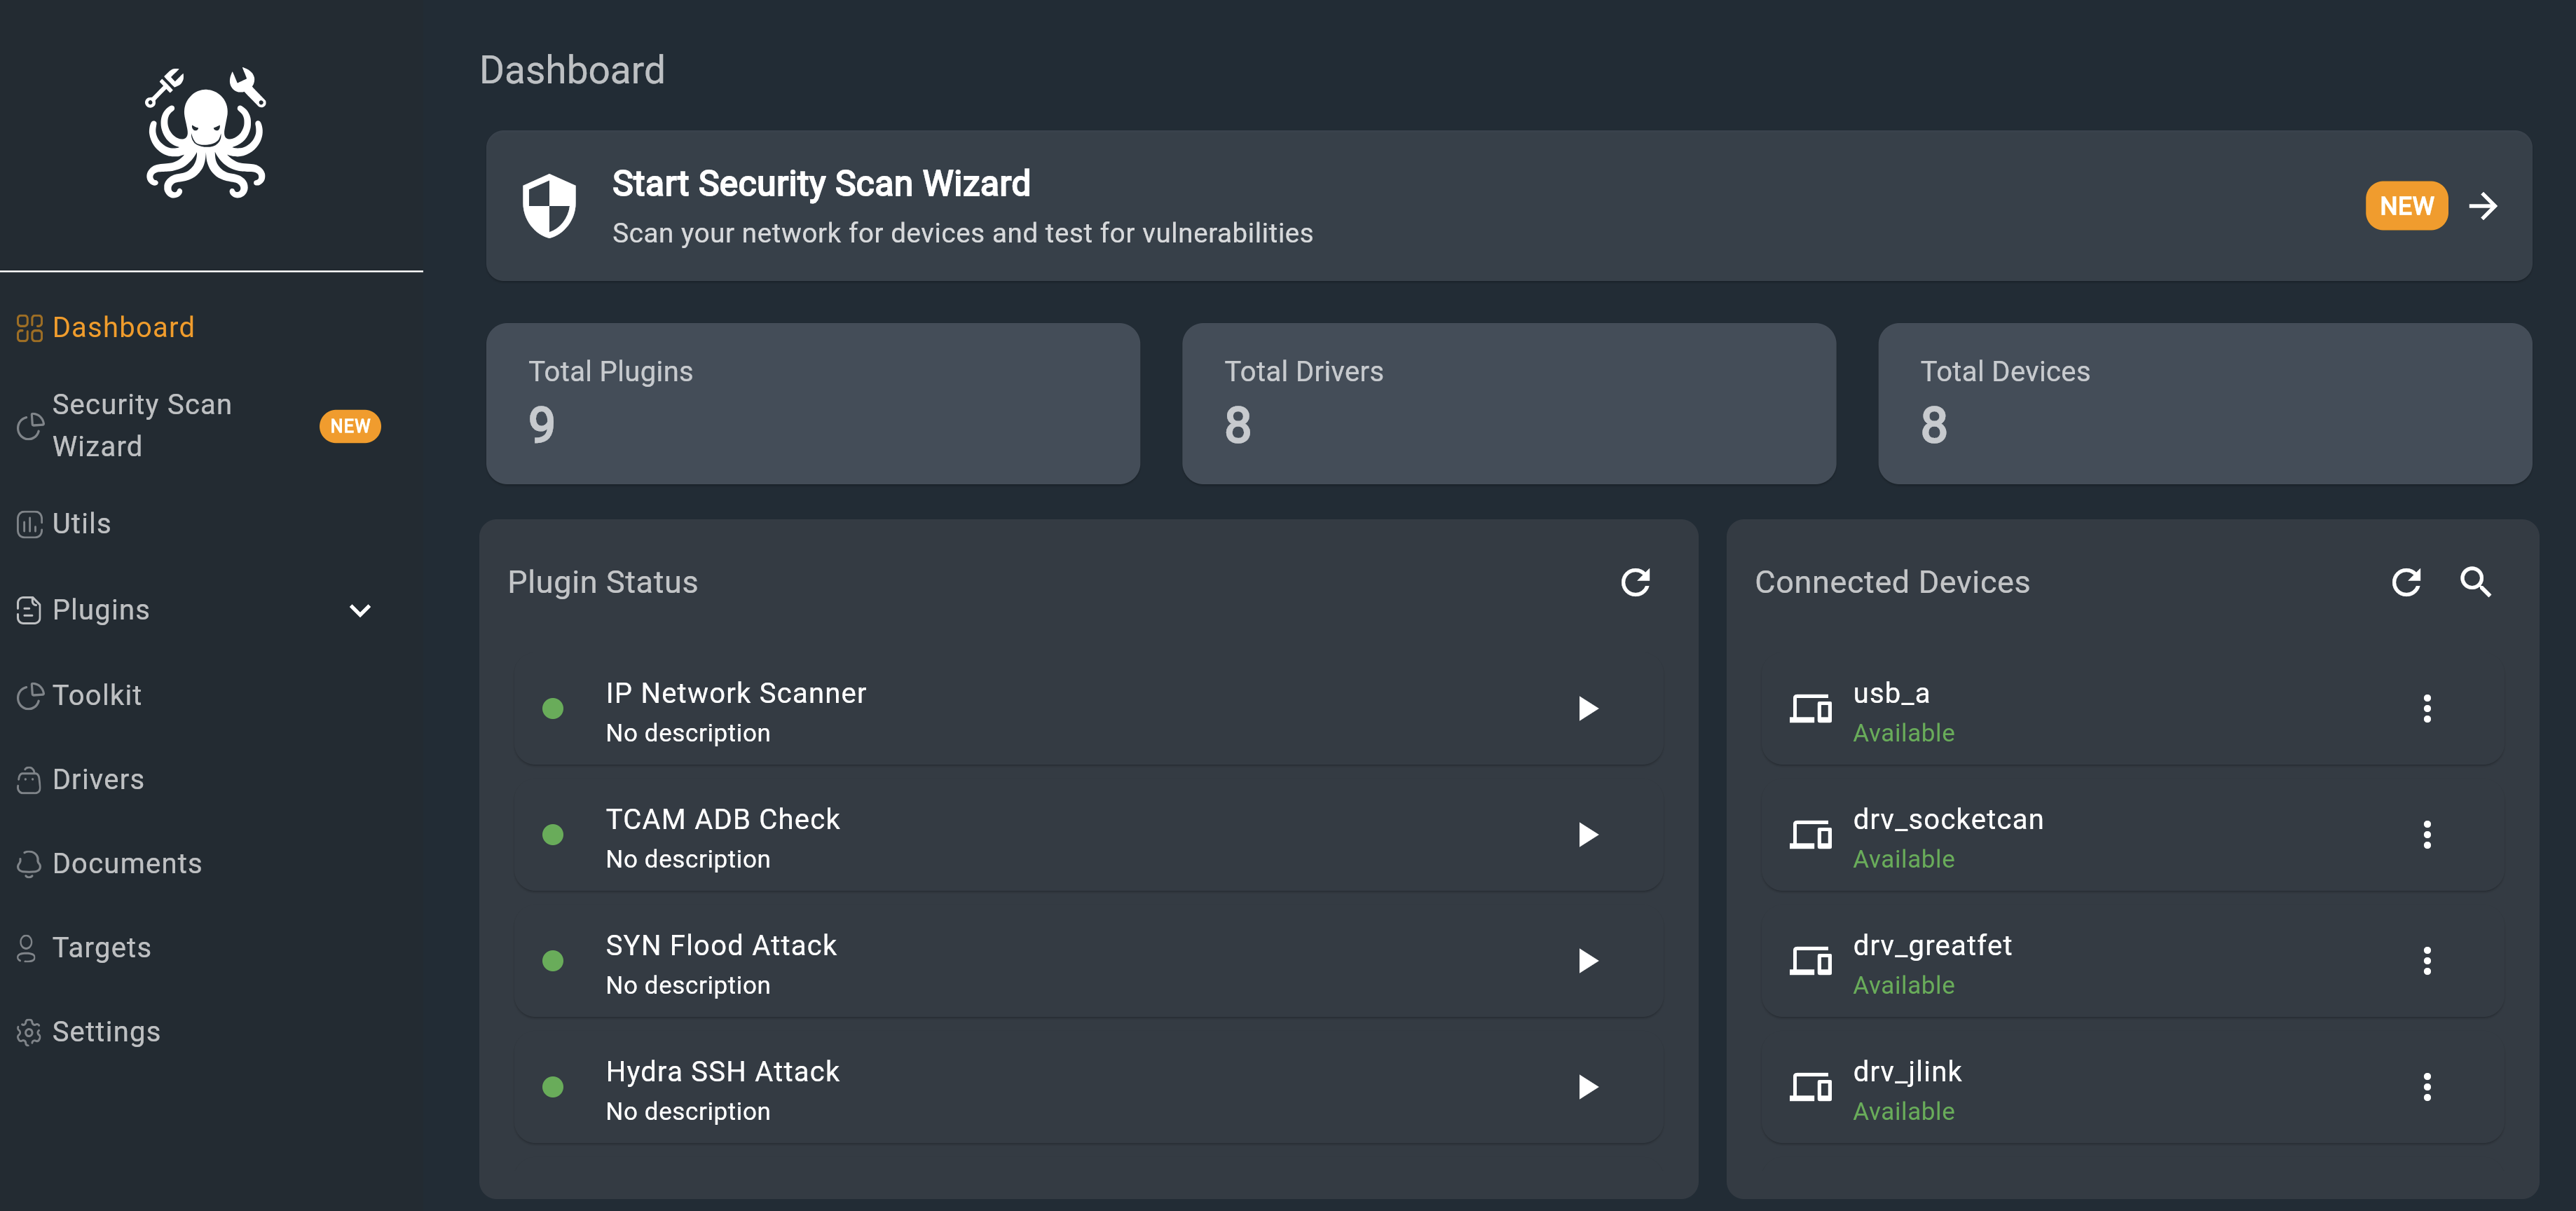 Dashboard
Security Scan
Wizard
NEW
Utils
Plugins
Toolkit
Drivers
Documents
Targets
Settings
Dashboard
Start Security Scan Wizard
Scan your network for devices and test for vulnerabilities
NEW
Total Plugins
9
Total Drivers
8
Total Devices
8
Plugin Status
IP Network Scanner
No description
TCAM ADB Check
No description
SYN Flood Attack
No description
Hydra SSH Attack
No description
Connected Devices
usb_a
Available
drv_socketcan
Available
drv_greatfet
Available
drv_jlink
Available